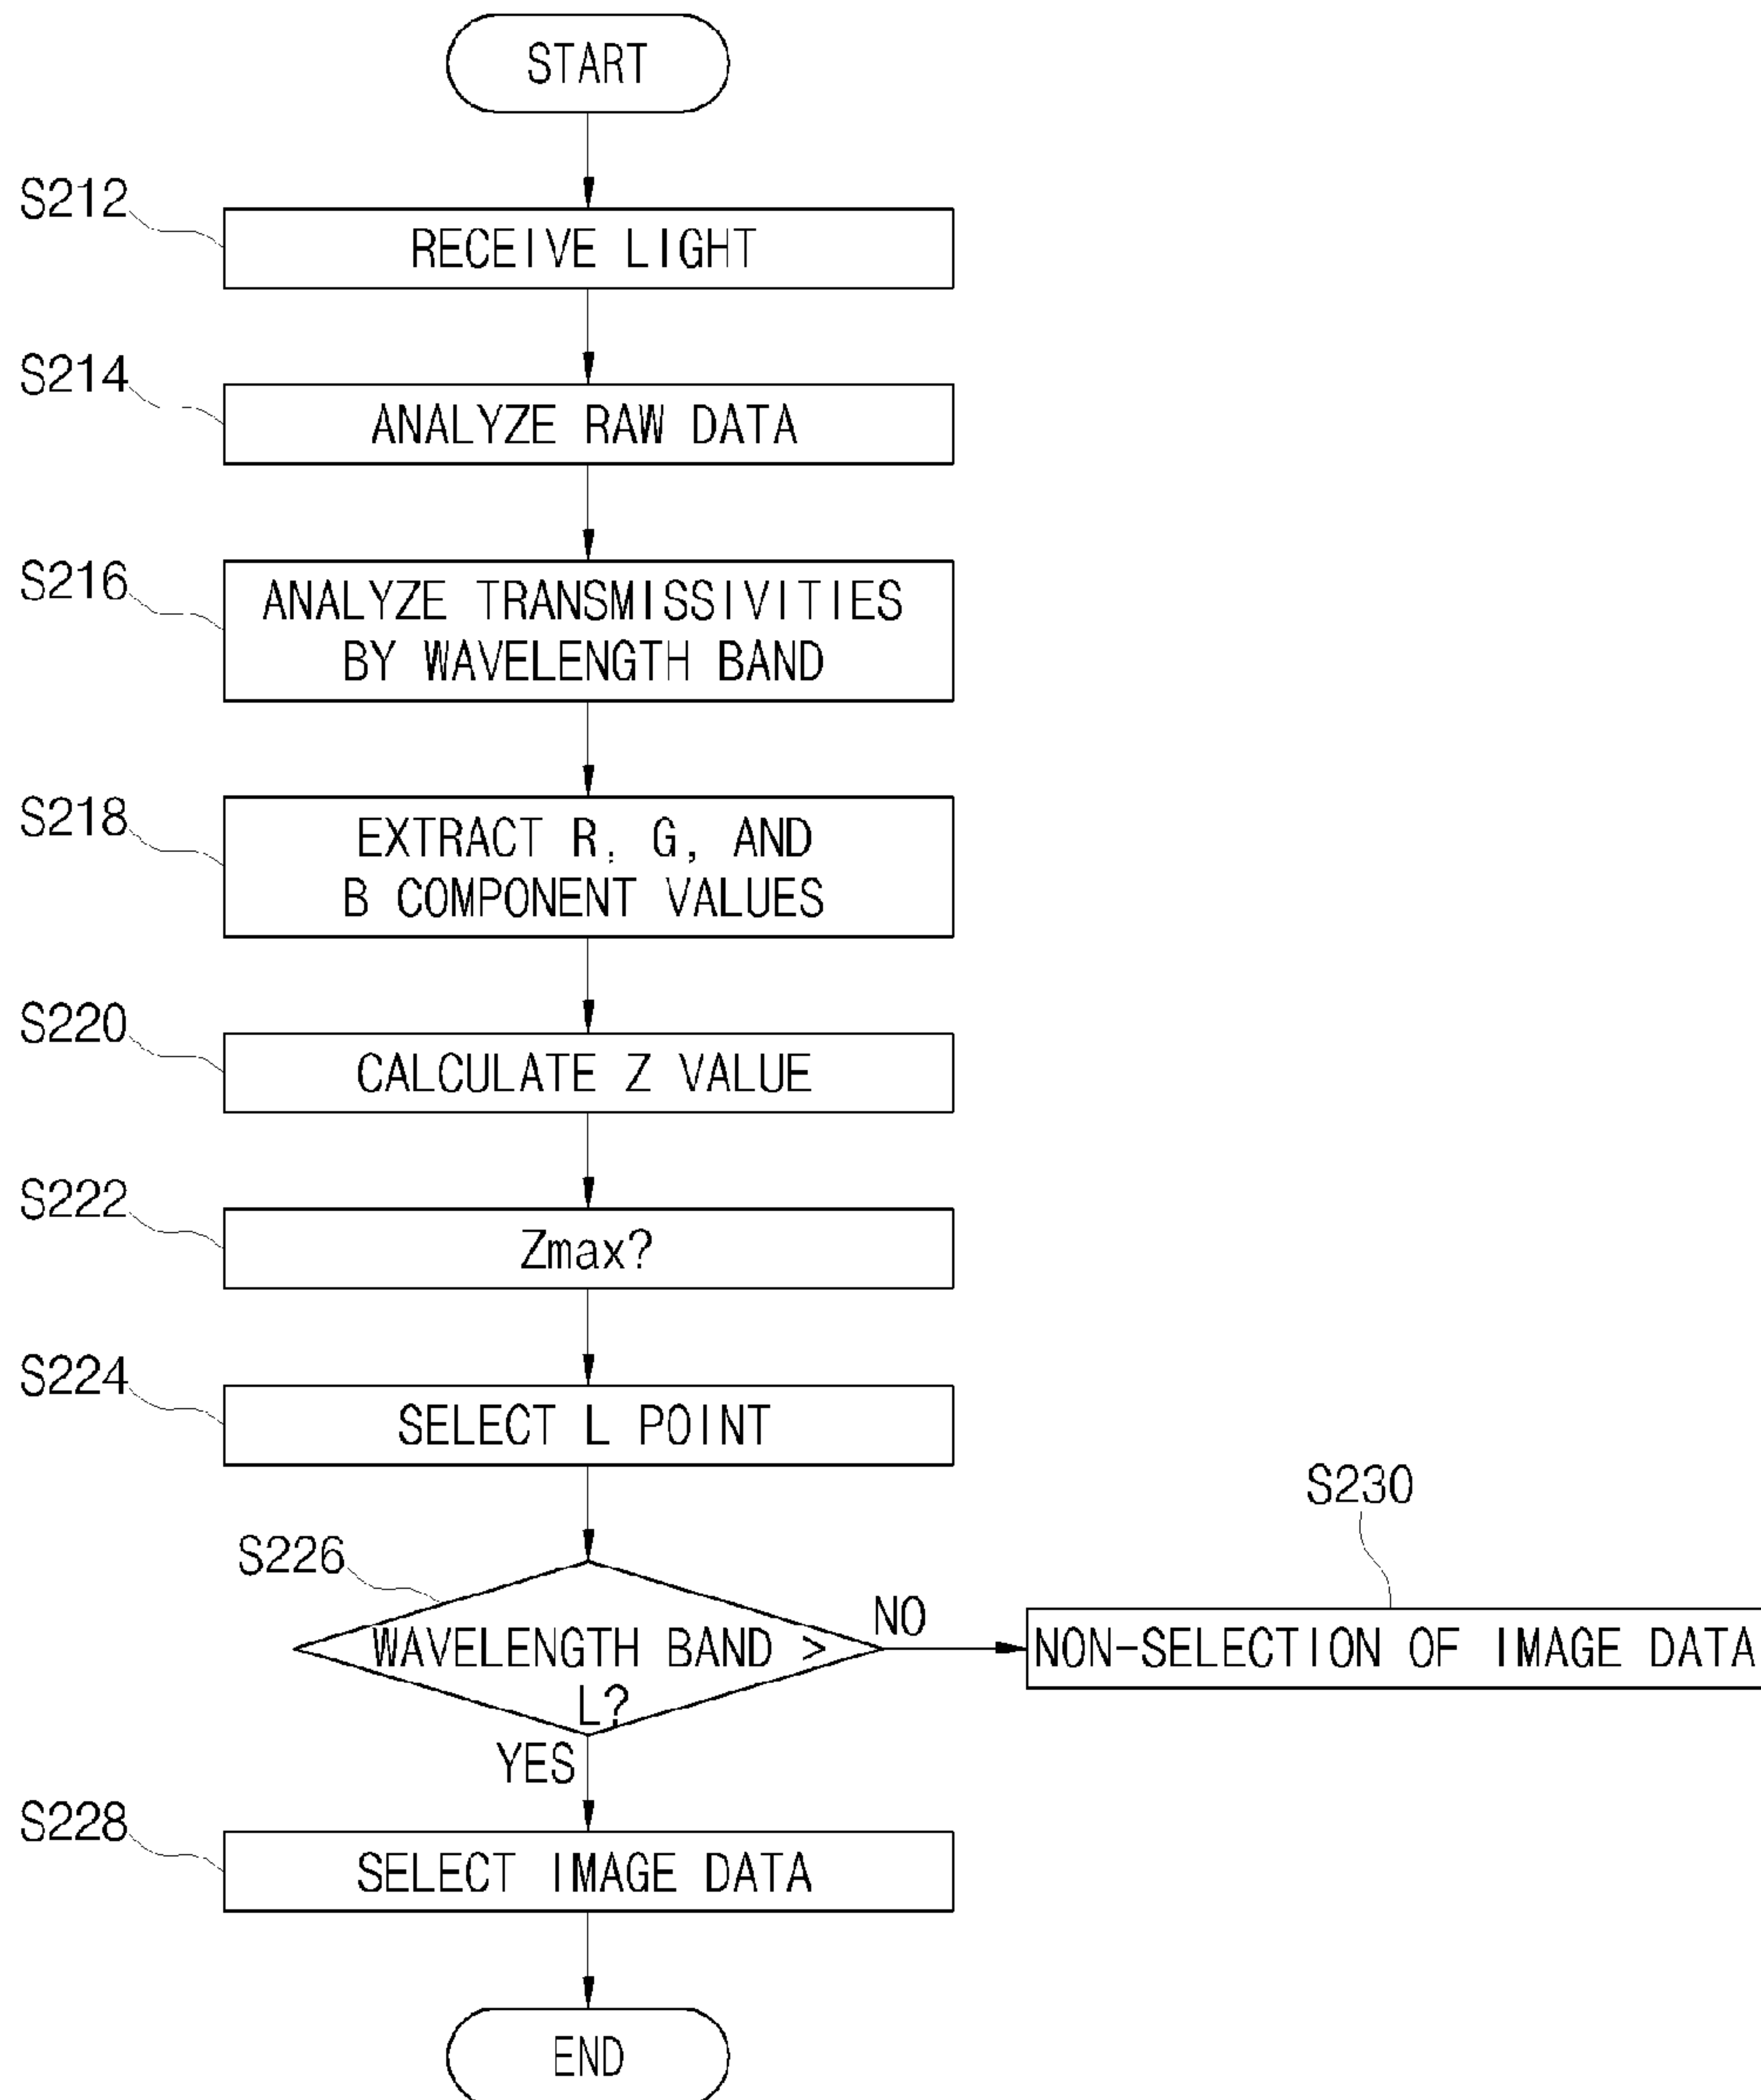 START
S212
RECEIVE LIGHT
S214
ANALYZE RAW DATA
S216
ANALYZE TRANSMISSIVITIES
BY WAVELENGTH BAND
S218
EXTRACT R, G, AND
B COMPONENT VALUES
S220
CALCULATE Z VALUE
S222
Zmax?
S224
SELECT L POINT
S226
WAVELENGTH BAND >
L?
NO
S230
NON-SELECTION OF IMAGE DATA
YES
S228
SELECT IMAGE DATA
END